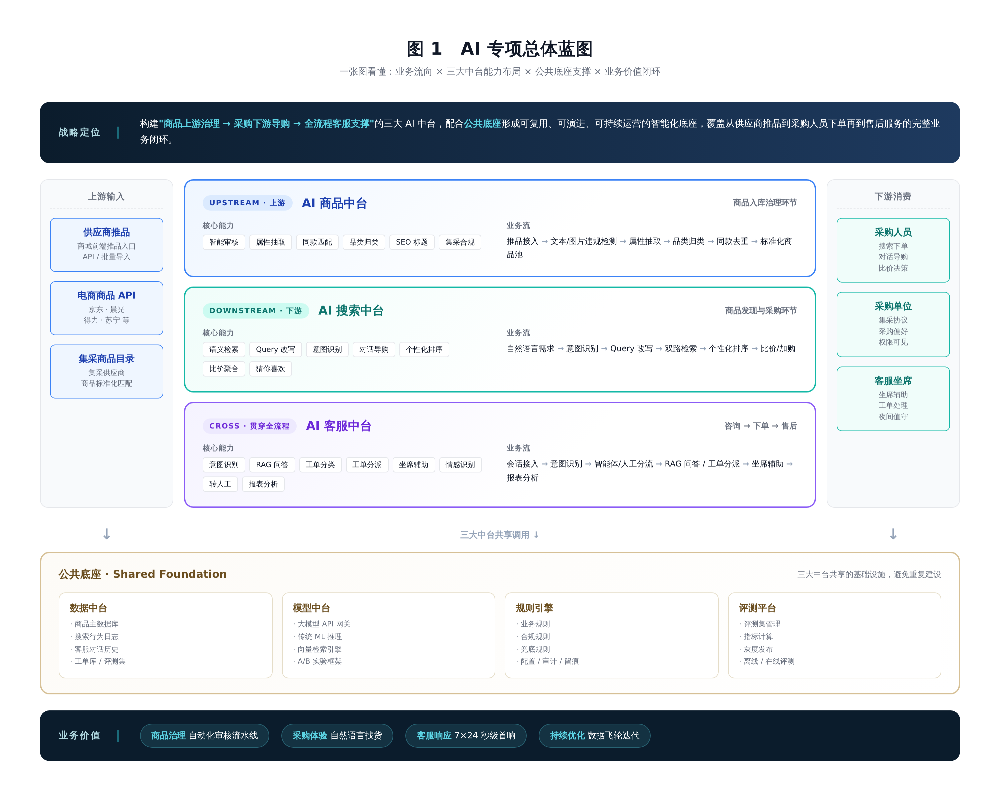 图 1 AI 专项总体蓝图
一张图看懂：业务流向 × 三大中台能力布局 × 公共底座支撑 × 业务价值闭环
战略定位
构建"商品上游治理 → 采购下游导购 → 全流程客服支撑"的三大 AI 中台，配合公共底座形成可复用、可演进、可持续运营的智能化底座，覆盖从供应商推品到采购人员下单再到售后服务的完整业
务闭环。
上游输入
供应商推品
商城前端推品入口
API / 批量导入
电商商品 API
京东 · 晨光
得力 · 苏宁 等
集采商品目录
集采供应商
商品标准化匹配
UPSTREAM · 上游
AI 商品中台
商品入库治理环节
核心能力
智能审核 属性抽取 同款匹配 品类归类 SEO 标题 集采合规
业务流
推品接入 → 文本/图片违规检测 → 属性抽取 → 品类归类 → 同款去重 → 标准化商
品池
DOWNSTREAM · 下游
AI 搜索中台
商品发现与采购环节
核心能力
语义检索 Query 改写 意图识别 对话导购 个性化排序
比价聚合 猜你喜欢
业务流
自然语言需求 → 意图识别 → Query 改写 → 双路检索 → 个性化排序 → 比价/加购
CROSS · 贯穿全流程
AI 客服中台
咨询 → 下单 → 售后
核心能力
意图识别 RAG 问答 工单分类 工单分派 坐席辅助 情感识别
转人工 报表分析
业务流
会话接入 → 意图识别 → 智能体/人工分流 → RAG 问答 / 工单分派 → 坐席辅助 →
报表分析
下游消费
采购人员
搜索下单
对话导购
比价决策
采购单位
集采协议
采购偏好
权限可见
客服坐席
坐席辅助
工单处理
夜间值守
↓
三大中台共享调用 ↓
↓
公共底座 · Shared Foundation
三大中台共享的基础设施，避免重复建设
数据中台
· 商品主数据库
· 搜索行为日志
· 客服对话历史
· 工单库 / 评测集
模型中台
· 大模型 API 网关
· 传统 ML 推理
· 向量检索引擎
· A/B 实验框架
规则引擎
· 业务规则
· 合规规则
· 兜底规则
· 配置 / 审计 / 留痕
评测平台
· 评测集管理
· 指标计算
· 灰度发布
· 离线 / 在线评测
业务价值
商品治理 自动化审核流水线
采购体验 自然语言找货
客服响应 7×24 秒级首响
持续优化 数据飞轮迭代